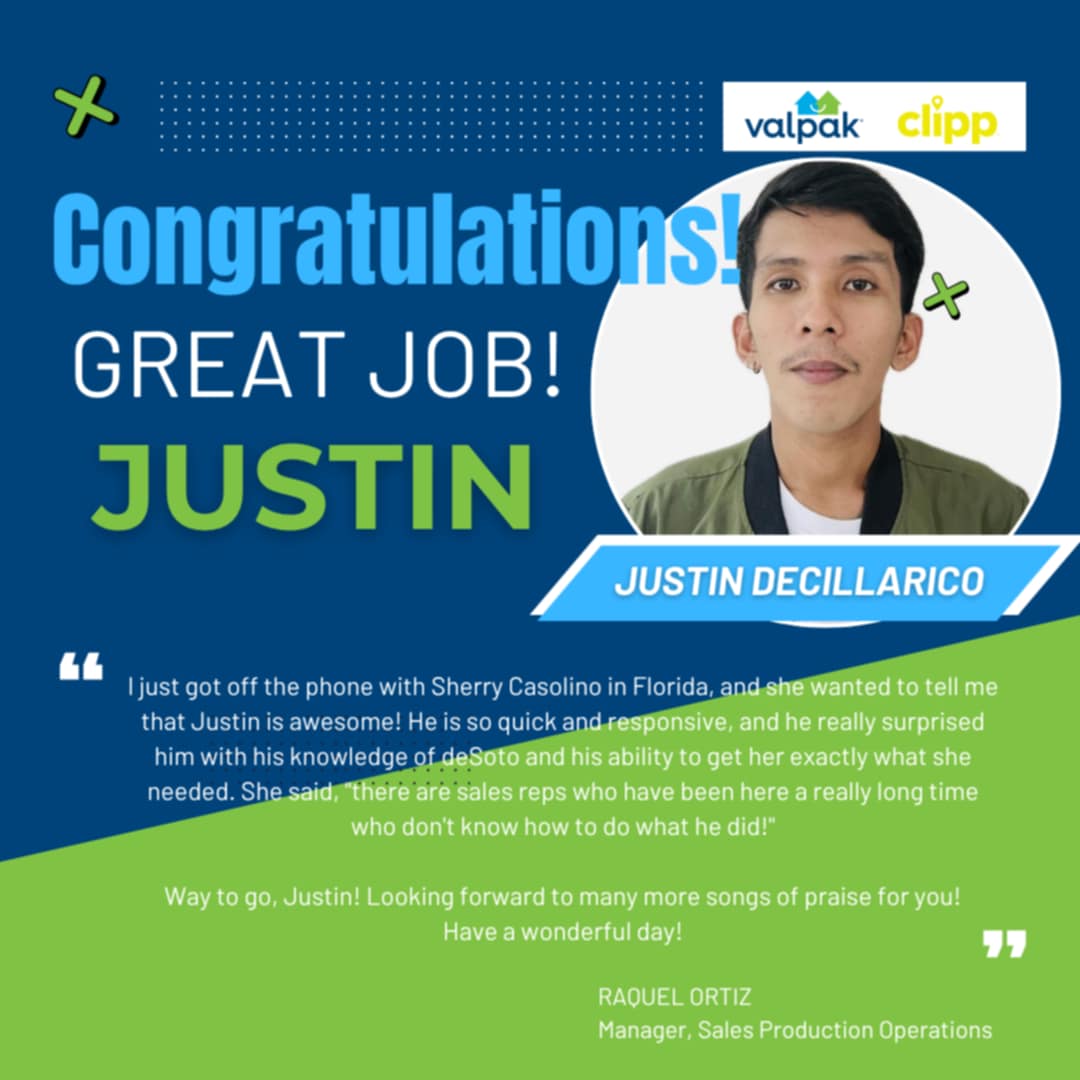 valpak clipp
Congratulations!
GREAT JOB!
JUSTIN
JUSTIN DECILLARICO
“
I just got off the phone with Sherry Casolino in Florida, and she wanted to tell me
that Justin is awesome! He is so quick and responsive, and he really surprised
him with his knowledge of deSoto and his ability to get her exactly what she
needed. She said, "there are sales reps who have been here a really long time
who don't know how to do what he did!"
Way to go, Justin! Looking forward to many more songs of praise for you!
Have a wonderful day!
”
RAQUEL ORTIZ
Manager, Sales Production Operations